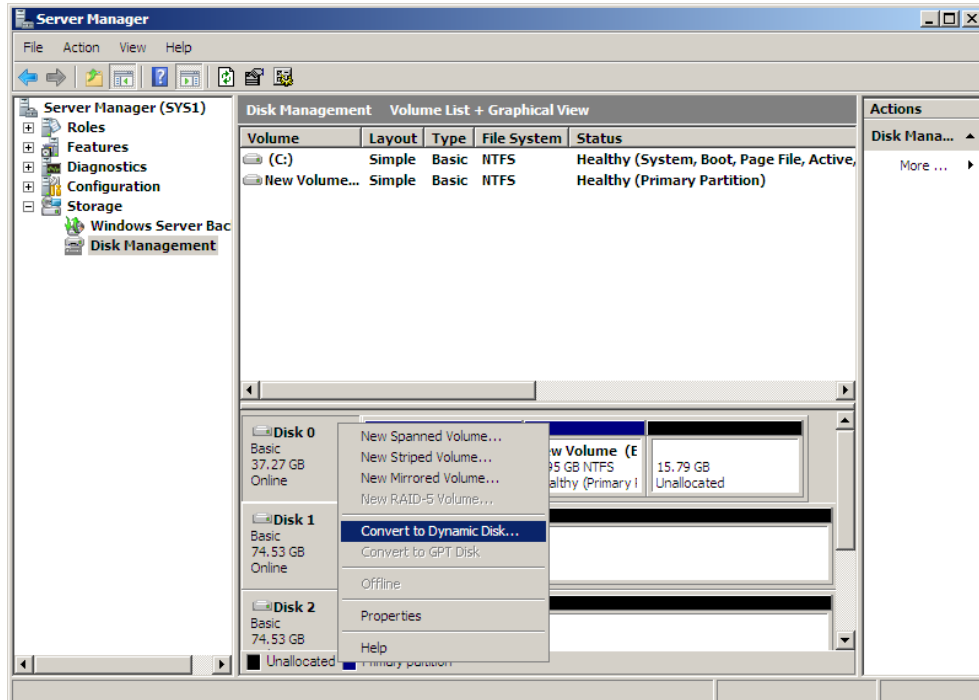 Server Manager
File Action View Help
Server Manager (SYS1)
Roles
Features
Diagnostics
Configuration
Storage
Windows Server Bac
Disk Management
Disk Management Volume List + Graphical View
Volume Layout Type File System Status
(C:) Simple Basic NTFS Healthy (System, Boot, Page File, Active,
New Volume... Simple Basic NTFS Healthy (Primary Partition)
Actions
Disk Mana...
More ...
Disk 0
Basic
37.27 GB
Online
New Spanned Volume...
New Striped Volume...
New Mirrored Volume...
New RAID-5 Volume...
Convert to Dynamic Disk...
Convert to GPT Disk
Offline
Properties
Help
w Volume (E
95 GB NTFS
althy (Primary
15.79 GB
Unallocated
Disk 1
Basic
74.53 GB
Online
Disk 2
Basic
74.53 GB
Unallocated Primary partition